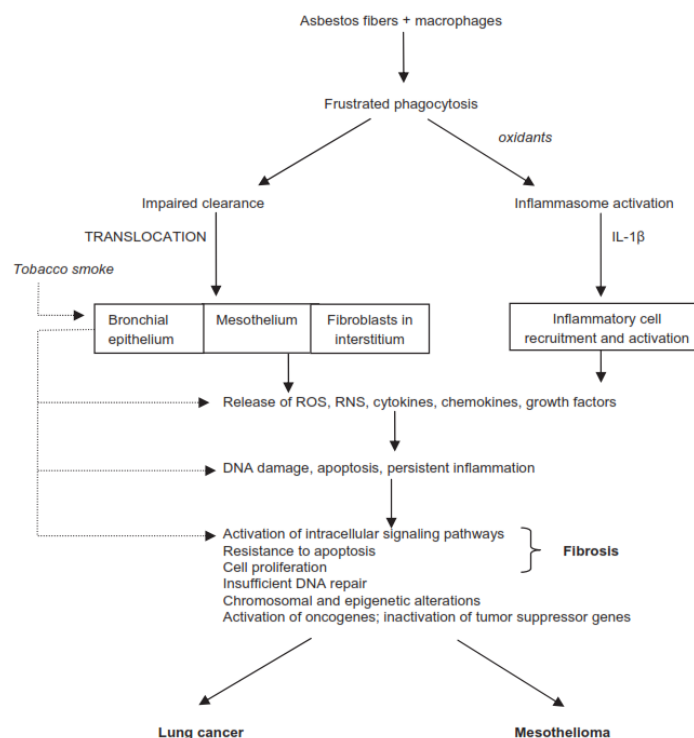 Asbestos fibers + macrophages
Frustrated phagocytosis
oxidants
Impaired clearance
Inflammasome activation
TRANSLOCATION
IL-1β
Tobacco smoke
Bronchial
epithelium
Mesothelium
Fibroblasts in
interstitium
Inflammatory cell
recruitment and activation
Release of ROS, RNS, cytokines, chemokines, growth factors
DNA damage, apoptosis, persistent inflammation
Activation of intracellular signaling pathways
Resistance to apoptosis
Cell proliferation
Fibrosis
Insufficient DNA repair
Chromosomal and epigenetic alterations
Activation of oncogenes; inactivation of tumor suppressor genes
Lung cancer
Mesothelioma